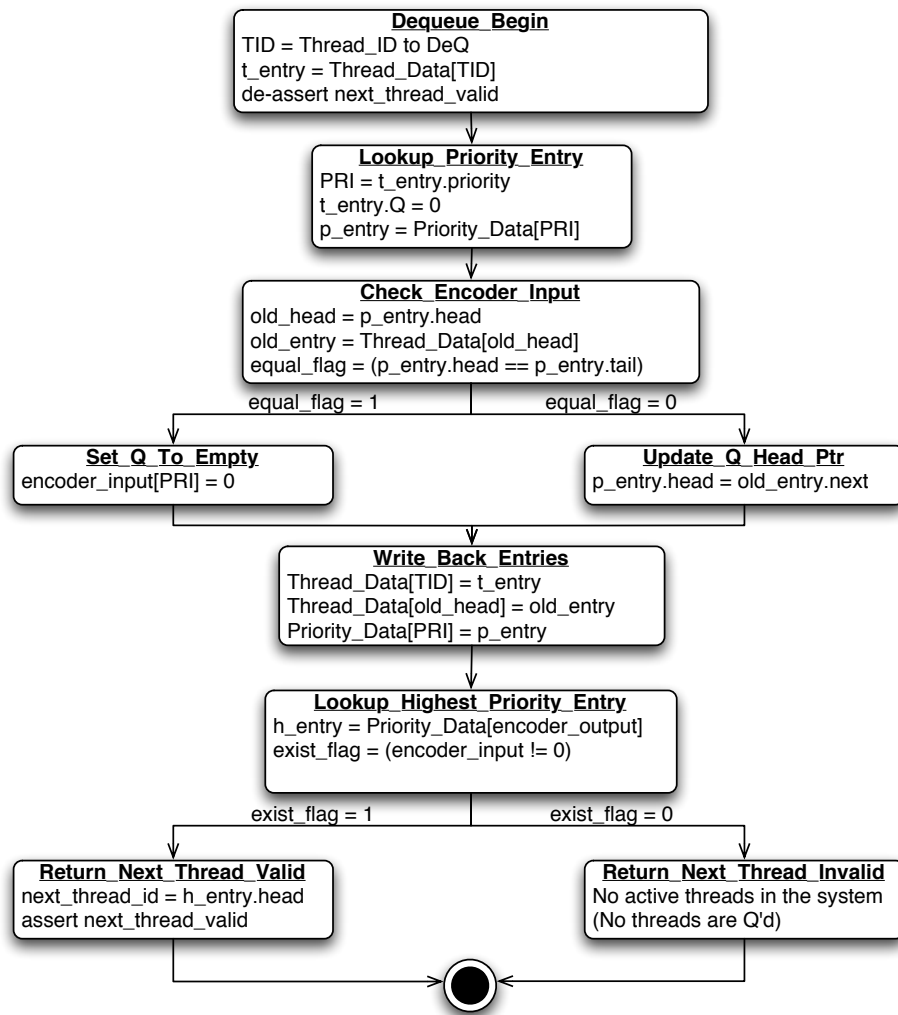 Dequeue_Begin
TID = Thread_ID to DeQ
t_entry = Thread_Data[TID]
de-assert next_thread_valid
Lookup_Priority_Entry
PRI = t_entry.priority
t_entry.Q = 0
p_entry = Priority_Data[PRI]
Check_Encoder_Input
old_head = p_entry.head
old_entry = Thread_Data[old_head]
equal_flag = (p_entry.head == p_entry.tail)
equal_flag = 1
equal_flag = 0
Set_Q_To_Empty
encoder_input[PRI] = 0
Update_Q_Head_Ptr
p_entry.head = old_entry.next
Write_Back_Entries
Thread_Data[TID] = t_entry
Thread_Data[old_head] = old_entry
Priority_Data[PRI] = p_entry
Lookup_Highest_Priority_Entry
h_entry = Priority_Data[encoder_output]
exist_flag = (encoder_input != 0)
exist_flag = 1
exist_flag = 0
Return_Next_Thread_Valid
next_thread_id = h_entry.head
assert next_thread_valid
Return_Next_Thread_Invalid
No active threads in the system
(No threads are Q'd)